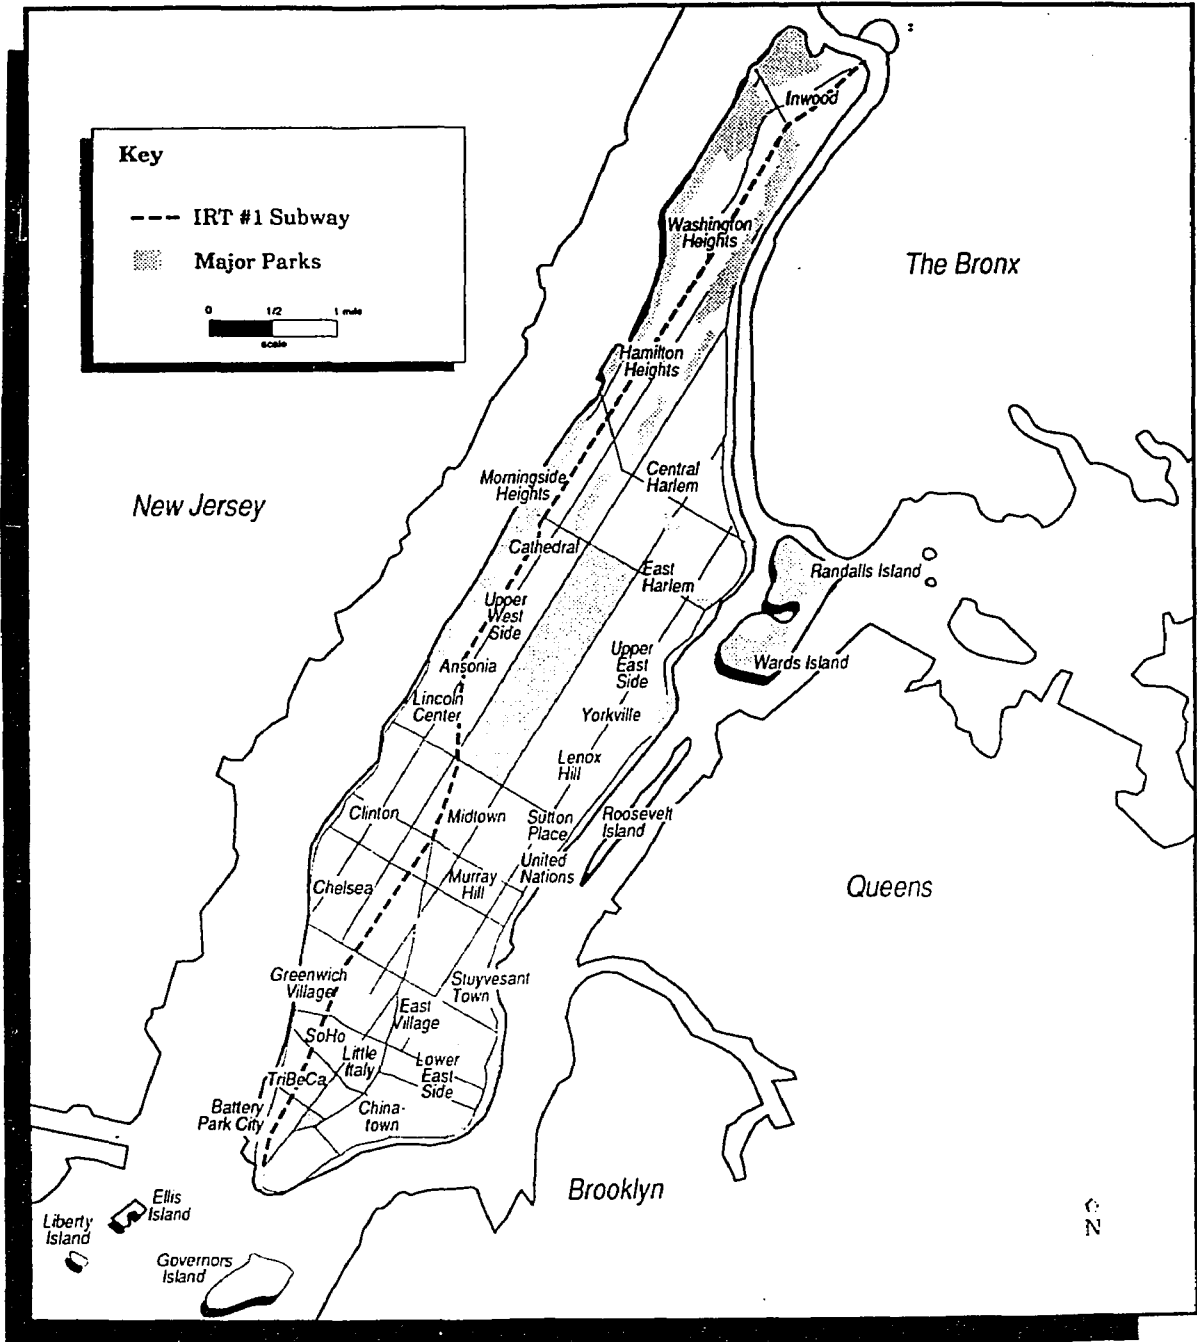 Key
IRT #1 Subway
Major Parks
0 1/2 1 mile
scale
Inwood
Washington
Heights
The Bronx
Hamilton
Heights
New Jersey
Morningside
Heights
Central
Harlem
Cathedral
East
Harlem
Randalls Island
Upper
West
Side
Upper
East
Side
Wards Island
Ansonia
Lincoln
Center
Yorkville
Lenox
Hill
Clinton
Midtown
Sutton
Place
Roosevelt
Island
United
Nations
Chelsea
Murray
Hill
Queens
Greenwich
Village
Stuyvesant
Town
East
Village
SoHo
Little
Italy
Lower
East
Side
TriBeCa
Battery
Park City
China-
town
Brooklyn
Ellis
Island
Liberty
Island
Governors
Island
N